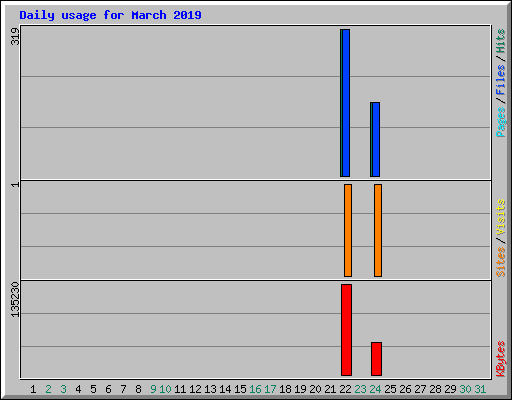 Daily usage for March 2019
319
Pages/Files/Hits
1
Sites/Visits
135230
KBytes
1 2 3 4 5 6 7 8 9 10 11 12 13 14 15 16 17 18 19 20 21 22 23 24 25 26 27 28 29 30 31